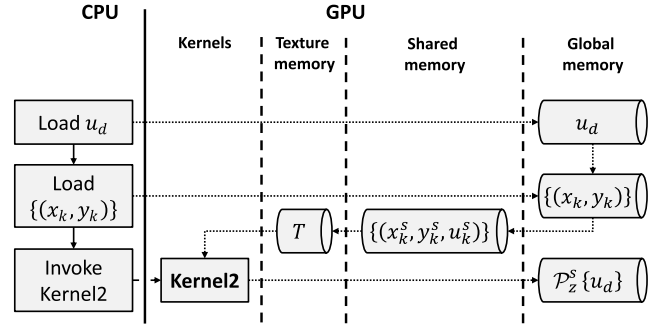 CPU
GPU
Kernels
Texture
memory
Shared
memory
Global
memory
Load u_d
u_d
Load
{(x_k, y_k)}
{(x_k, y_k)}
T
{(x_k^s, y_k^s, u_k^s)}
Invoke
Kernel2
Kernel2
𝒫_z^s{u_d}